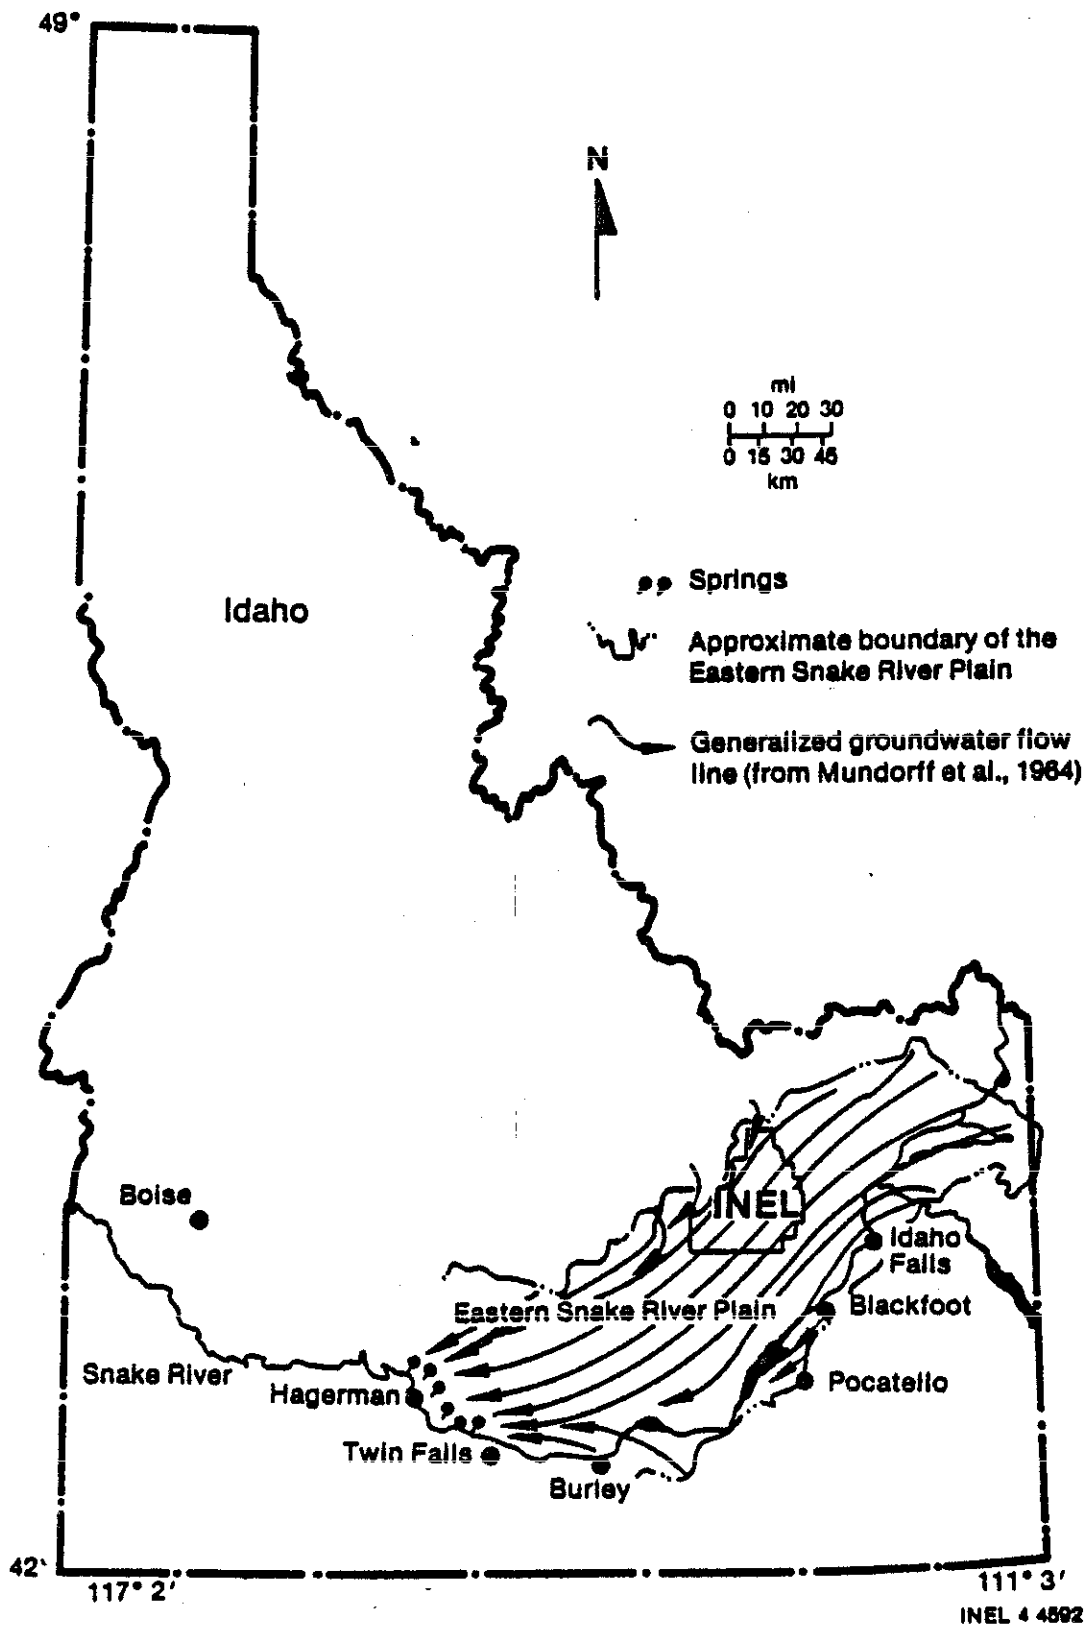 49°
N
mi
0 10 20 30
0 15 30 45
km
Springs
Idaho
Approximate boundary of the
Eastern Snake River Plain
Generalized groundwater flow
line (from Mundorff et al., 1964)
Boise
INEL
Idaho
Falls
Eastern Snake River Plain
Blackfoot
Snake River
Hagerman
Pocatello
Twin Falls
Burley
42'
117° 2'
111° 3'
INEL 4 4592